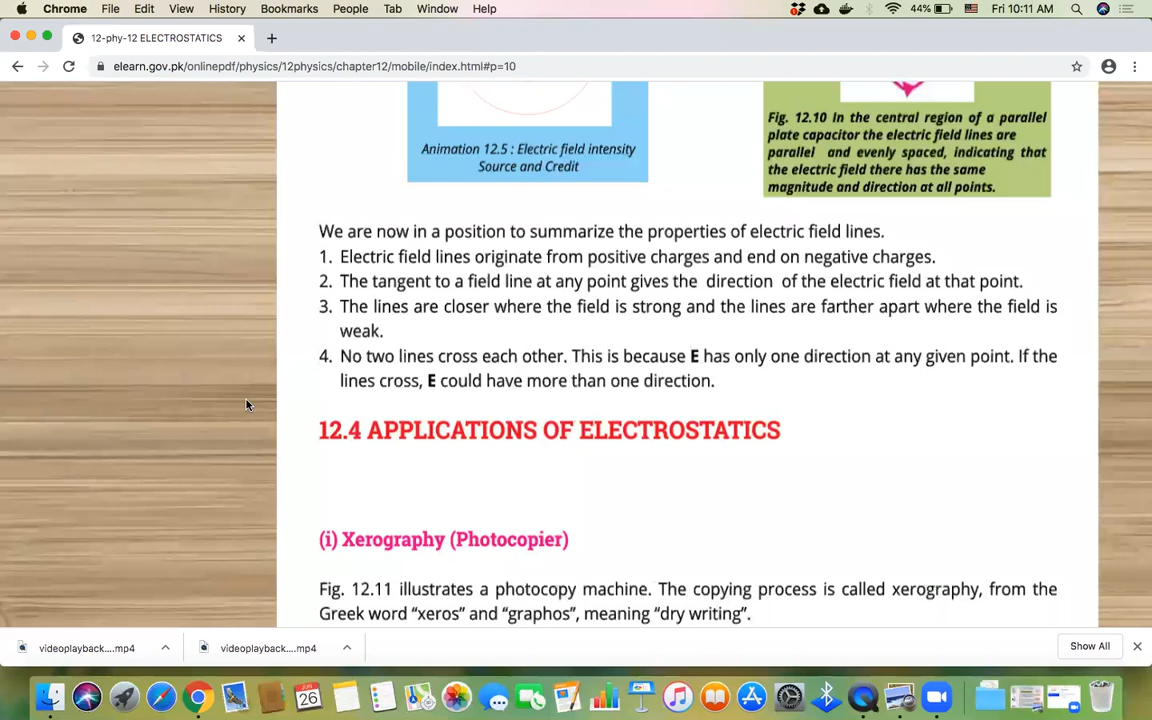 Chrome File Edit View History Bookmarks People Tab Window Help 44% Fri 10:11 AM
12-phy-12 ELECTROSTATICS
elearn.gov.pk/onlinepdf/physics/12physics/chapter12/mobile/index.html#p=10
Animation 12.5 : Electric field intensity
Source and Credit
Fig. 12.10 In the central region of a parallel
plate capacitor the electric field lines are
parallel and evenly spaced, indicating that
the electric field there has the same
magnitude and direction at all points.
We are now in a position to summarize the properties of electric field lines.
1. Electric field lines originate from positive charges and end on negative charges.
2. The tangent to a field line at any point gives the direction of the electric field at that point.
3. The lines are closer where the field is strong and the lines are farther apart where the field is
weak.
4. No two lines cross each other. This is because E has only one direction at any given point. If the
lines cross, E could have more than one direction.
12.4 APPLICATIONS OF ELECTROSTATICS
(i) Xerography (Photocopier)
Fig. 12.11 illustrates a photocopy machine. The copying process is called xerography, from the
Greek word “xeros” and “graphos”, meaning “dry writing”.
videoplayback....mp4 videoplayback....mp4 Show All
JUN
26